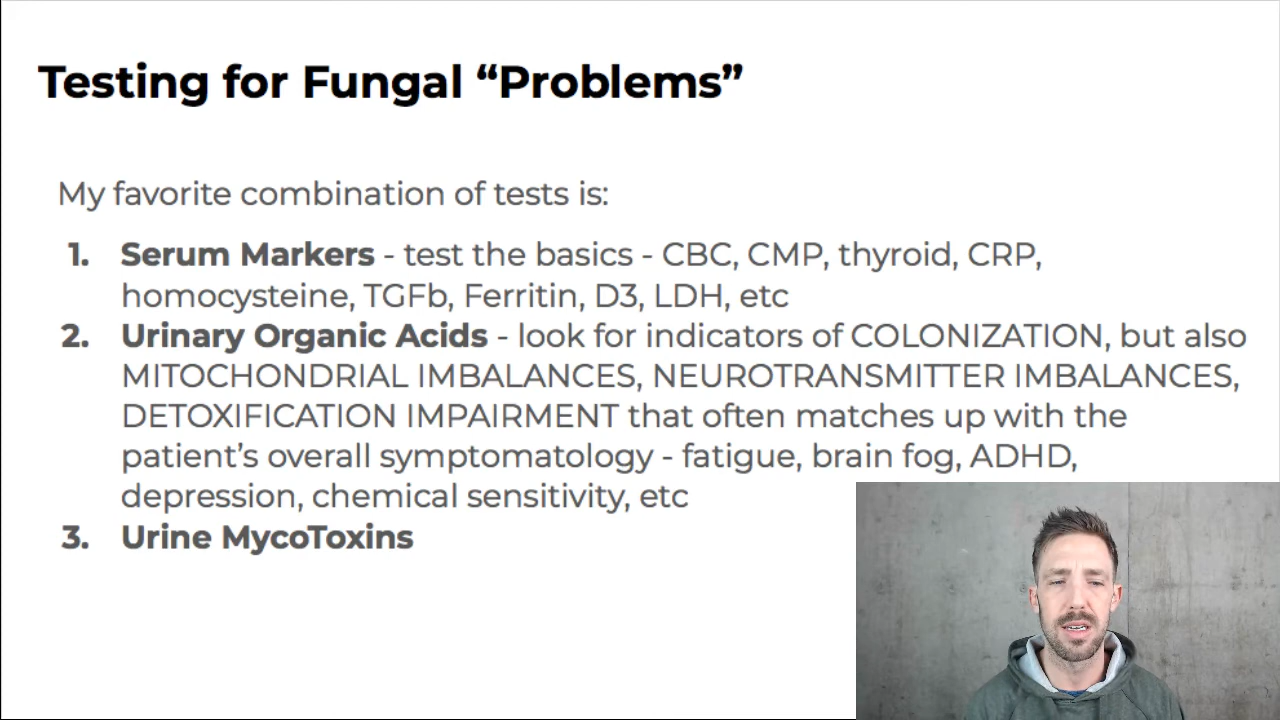 Testing for Fungal “Problems”
My favorite combination of tests is:
1. Serum Markers - test the basics - CBC, CMP, thyroid, CRP,
homocysteine, TGFb, Ferritin, D3, LDH, etc
2. Urinary Organic Acids - look for indicators of COLONIZATION, but also
MITOCHONDRIAL IMBALANCES, NEUROTRANSMITTER IMBALANCES,
DETOXIFICATION IMPAIRMENT that often matches up with the
patient’s overall symptomatology - fatigue, brain fog, ADHD,
depression, chemical sensitivity, etc
3. Urine MycoToxins